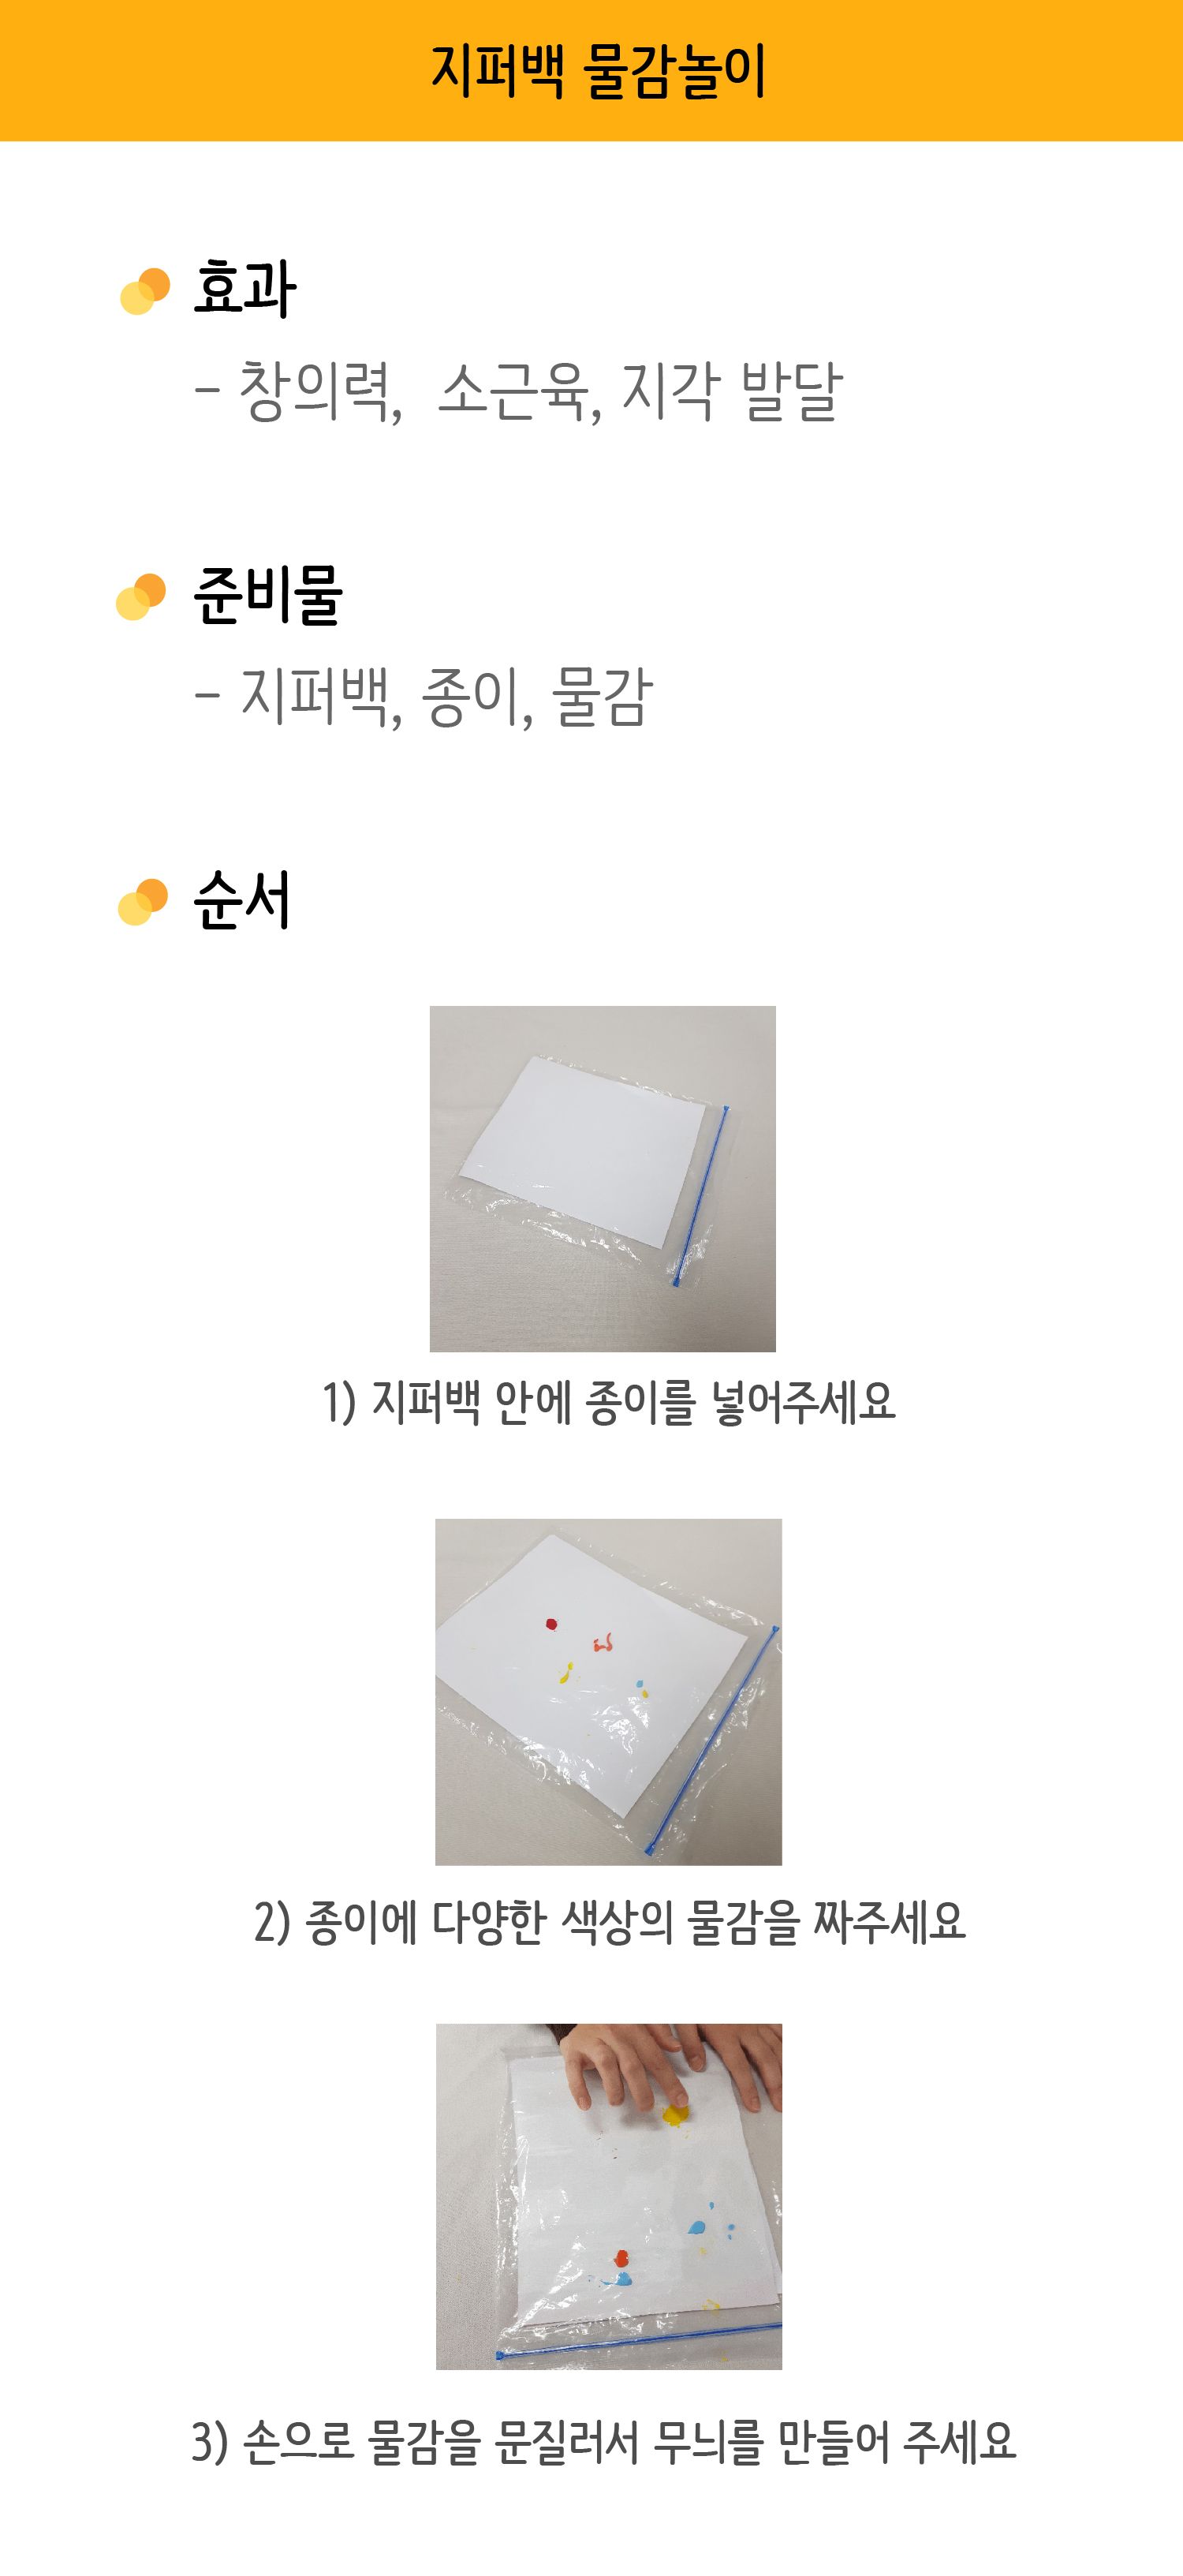 지퍼백 물감놀이
효과
- 창의력, 소근육, 지각 발달
준비물
- 지퍼백, 종이, 물감
순서
1) 지퍼백 안에 종이를 넣어주세요
2) 종이에 다양한 색상의 물감을 짜주세요
3) 손으로 물감을 문질러서 무늬를 만들어 주세요